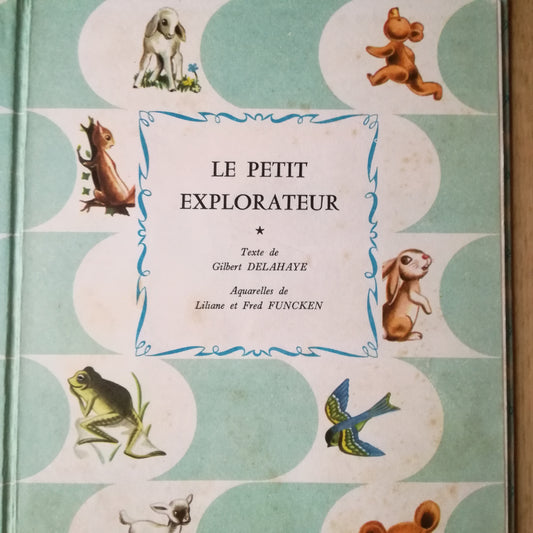 LE PETIT
EXPLORATEUR
★
Texte de
Gilbert DELAHAYE
Aquarelles de
Liliane et Fred FUNCKEN